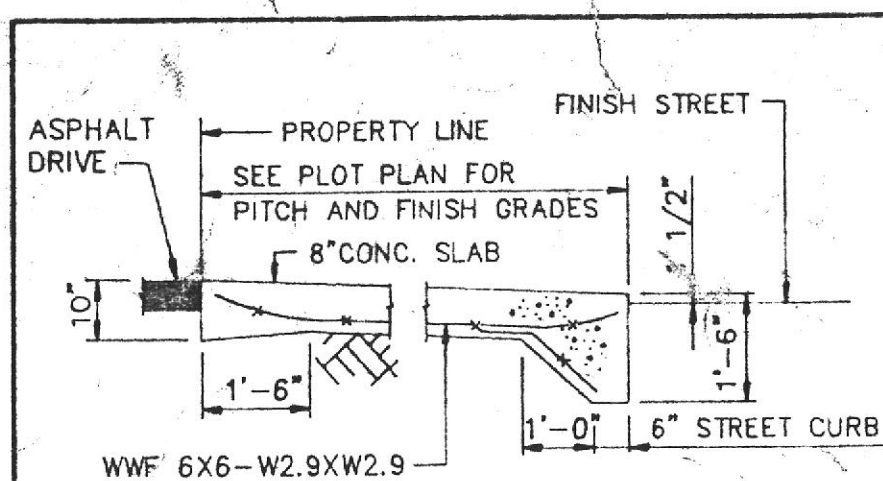 FINISH STREET
ASPHALT
DRIVE
PROPERTY LINE
SEE PLOT PLAN FOR
PITCH AND FINISH GRADES
1/2"
8"CONC. SLAB
10"
1'-6"
1'-6"
1'-0"
6" STREET CURB
WWF 6X6-W2.9XW2.9